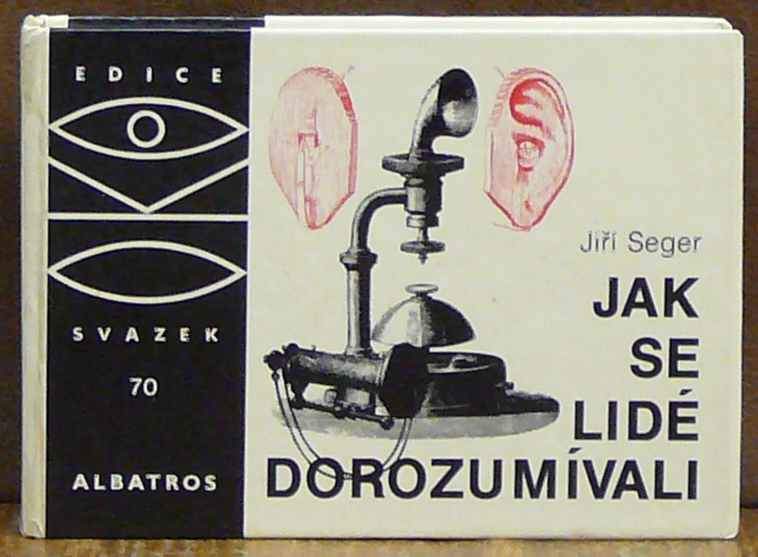 EDICE
SVAZEK
70
ALBATROS
Jiří Seger
JAK
SE
LIDÉ
DOROZUMÍVALI